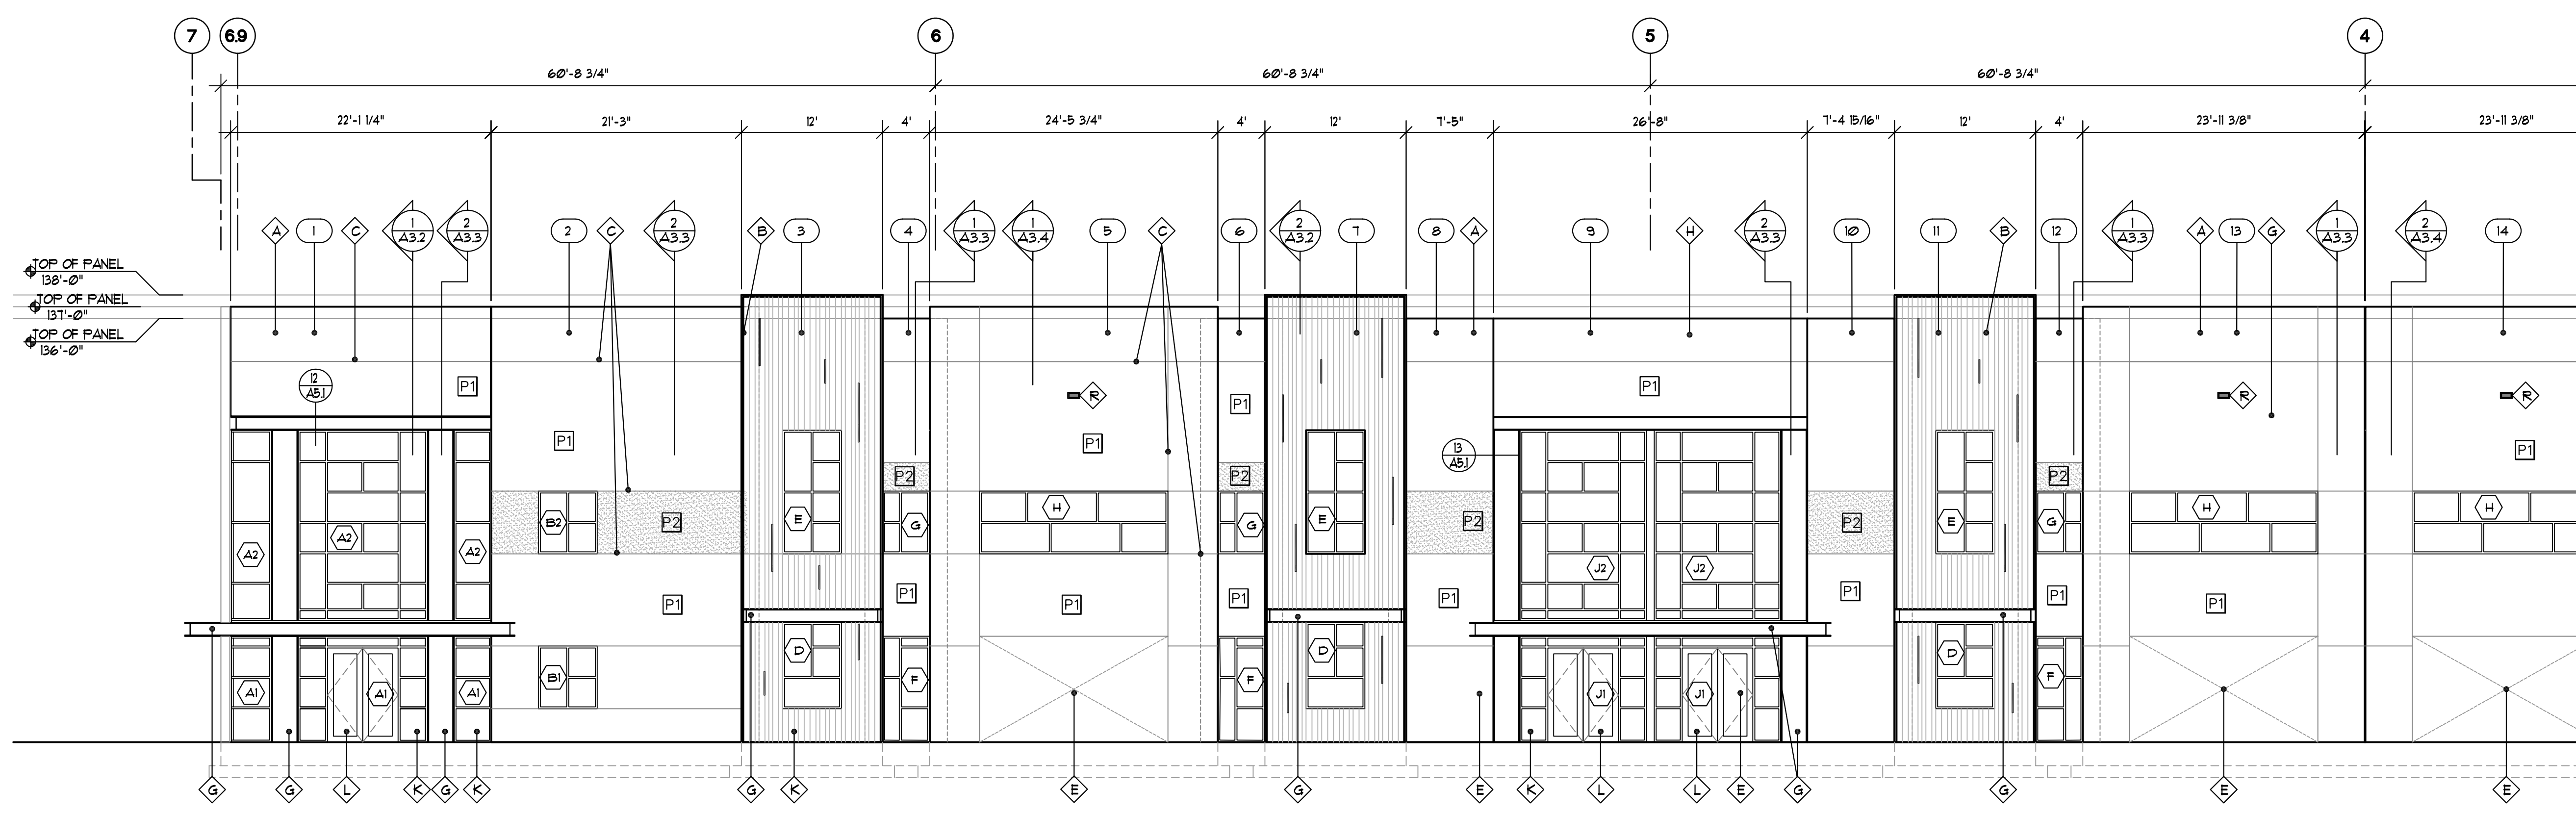 7 6.9 6 5 4
60'-8 3/4" 60'-8 3/4" 60'-8 3/4"
22'-1 1/4" 21'-3" 12' 4' 24'-5 3/4" 4' 12' 7'-5" 26'-8" 7'-4 15/16" 12' 4' 23'-11 3/8" 23'-11 3/8"
1 2 2 1 1 2 2 1 1 2
A 1 C 2 C B 3 4 5 C 6 7 8 A 9 H 10 11 B 12 A 13 G 14
A3.2 A3.3 A3.3 A3.3 A3.4 A3.2 A3.3 A3.3 A3.3 A3.4
TOP OF PANEL
138'-0"
TOP OF PANEL
137'-0"
TOP OF PANEL
136'-0"
12
A5.1
P1 P1
R R R
P1
P1 P1 P1
13
A5.1
P2 P2 P2
H H H
B2 P2 E G G E P2 P2 E G
A2 A2 A2
J2 J2
P1 P1 P1 P1 P1 P1 P1 P1
D D D
B1 F F F
A1 A1 A1 J1 J1
G G L K G K G K E G E K L L E G G E E